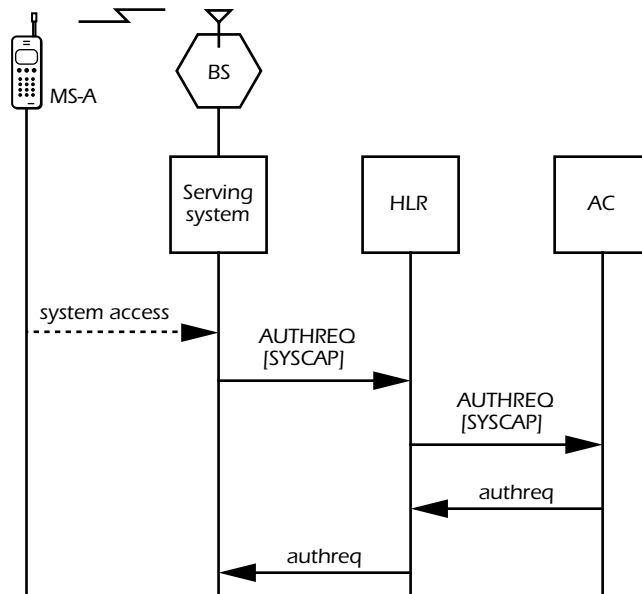 BS
MS-A
Serving
system
HLR
AC
system access
AUTHREQ
[SYSCAP]
AUTHREQ
[SYSCAP]
authreq
authreq